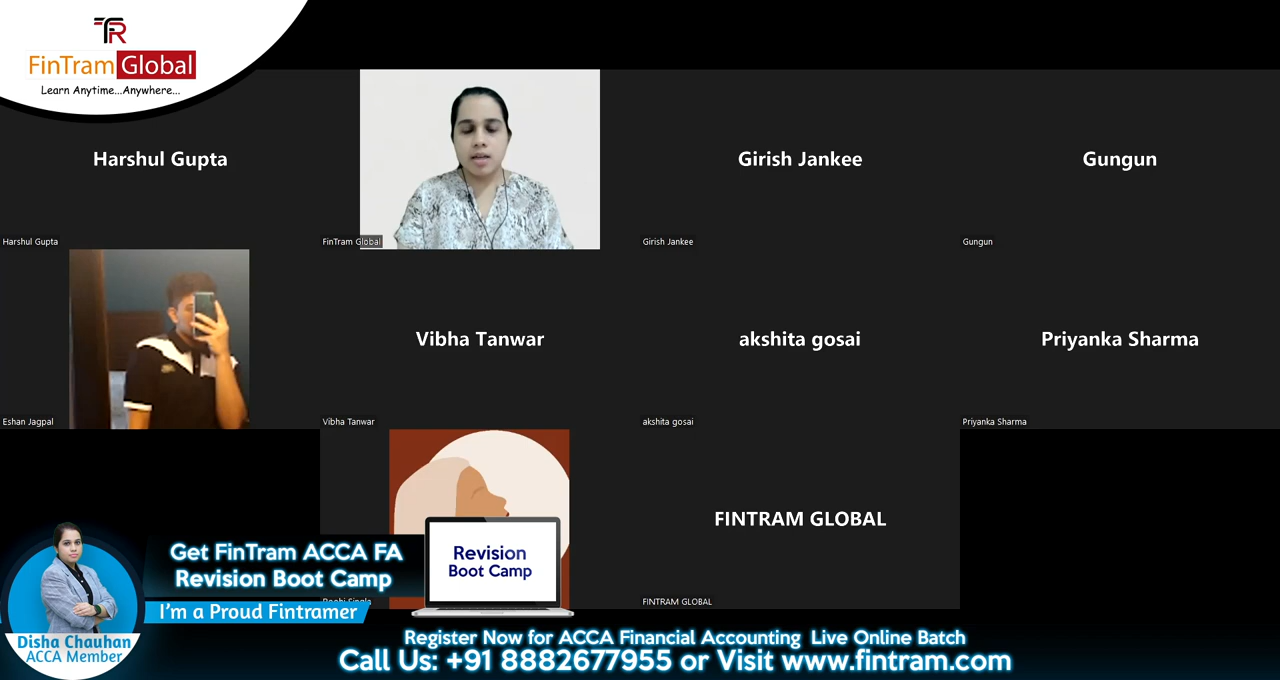 FR
FinTram Global
Learn Anytime...Anywhere...
Harshul Gupta
Girish Jankee
Gungun
Harshul Gupta
FinTram Global
Girish Jankee
Gungun
Vibha Tanwar
akshita gosai
Priyanka Sharma
Eshan Jagpal
Vibha Tanwar
akshita gosai
Priyanka Sharma
FINTRAM GLOBAL
Get FinTram ACCA FA
Revision Boot Camp
I'm a Proud Fintramer
Revision
Boot Camp
FINTRAM GLOBAL
Disha Chauhan
ACCA Member
Register Now for ACCA Financial Accounting Live Online Batch
Call Us: +91 8882677955 or Visit www.fintram.com